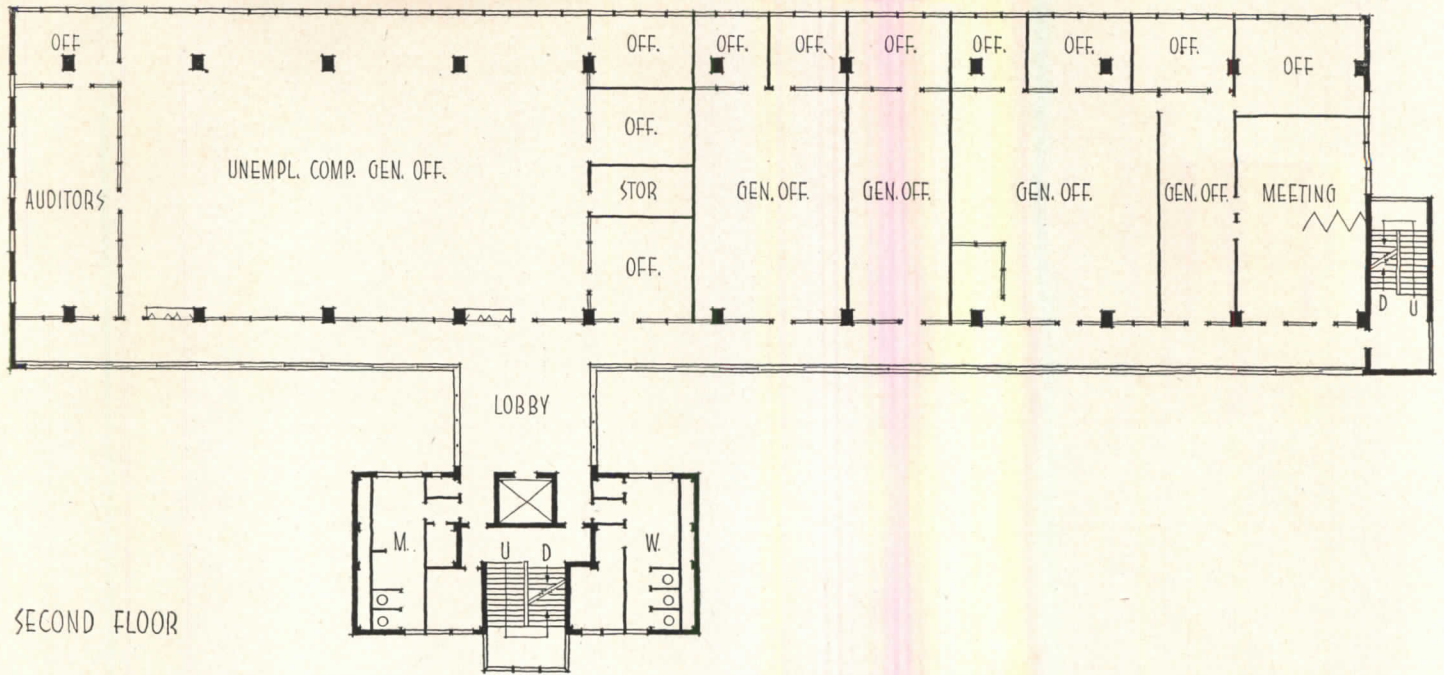 OFF
OFF.
OFF.
OFF.
OFF.
OFF.
OFF.
OFF.
OFF
OFF.
UNEMPL. COMP. GEN. OFF.
AUDITORS
STOR
GEN. OFF.
GEN. OFF.
GEN. OFF.
GEN. OFF.
MEETING
OFF.
D U
LOBBY
M.
U D
W.
SECOND FLOOR